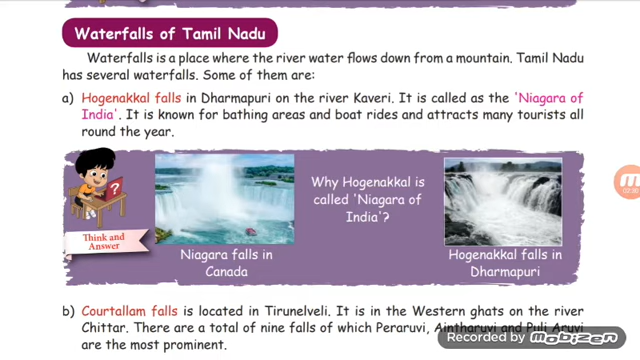 Waterfalls of Tamil Nadu
Waterfalls is a place where the river water flows down from a mountain. Tamil Nadu
has several waterfalls. Some of them are:
a) Hogenakkal falls in Dharmapuri on the river Kaveri. It is called as the 'Niagara of
India'. It is known for bathing areas and boat rides and attracts many tourists all
round the year.
?
Think and
Answer
Niagara falls in
Canada
Why Hogenakkal is
called 'Niagara of
India'?
Hogenakkal falls in
Dharmapuri
M
02:50
b) Courtallam falls is located in Tirunelveli. It is in the Western ghats on the river
Chittar. There are a total of nine falls of which Peraruvi, Aintharuvi and Puli Aruvi
are the most prominent.
Recorded by Mobizen